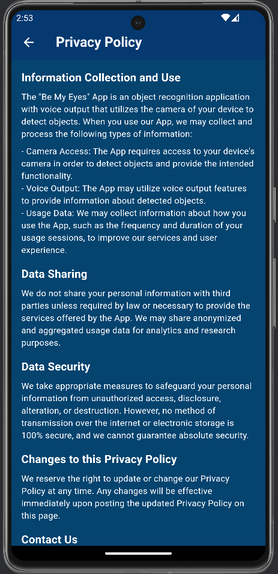 2:53
Privacy Policy
Information Collection and Use
The "Be My Eyes" App is an object recognition application
with voice output that utilizes the camera of your device to
detect objects. When you use our App, we may collect and
process the following types of information:
- Camera Access: The App requires access to your device's
camera in order to detect objects and provide the intended
functionality.
- Voice Output: The App may utilize voice output features
to provide information about detected objects.
- Usage Data: We may collect information about how you
use the App, such as the frequency and duration of your
usage sessions, to improve our services and user
experience.
Data Sharing
We do not share your personal information with third
parties unless required by law or necessary to provide the
services offered by the App. We may share anonymized
and aggregated usage data for analytics and research
purposes.
Data Security
We take appropriate measures to safeguard your personal
information from unauthorized access, disclosure,
alteration, or destruction. However, no method of
transmission over the internet or electronic storage is
100% secure, and we cannot guarantee absolute security.
Changes to this Privacy Policy
We reserve the right to update or change our Privacy
Policy at any time. Any changes will be effective
immediately upon posting the updated Privacy Policy on
this page.
Contact Us